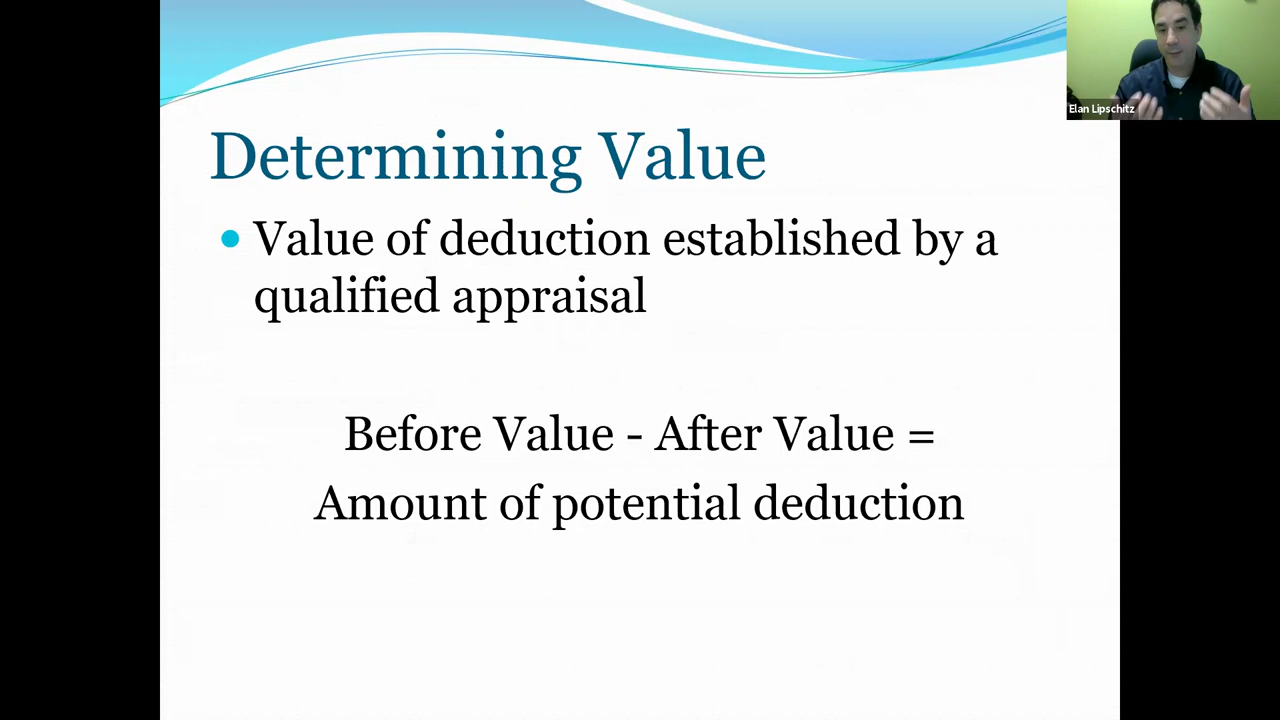 Elan Lipschitz
Determining Value
Value of deduction established by a
qualified appraisal
Before Value - After Value =
Amount of potential deduction